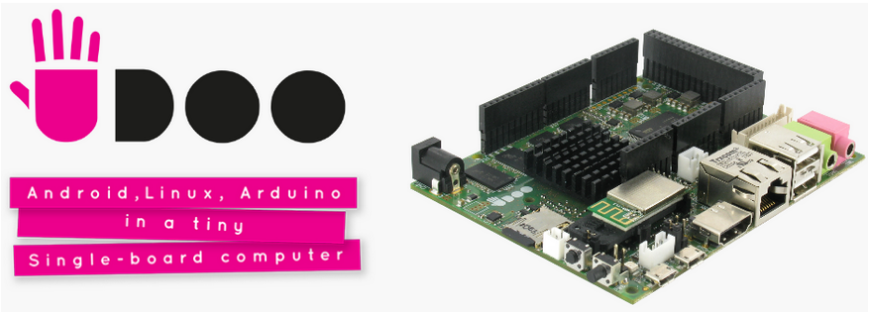 UDOO
Android,Linux, Arduino
in a tiny
Single-board computer